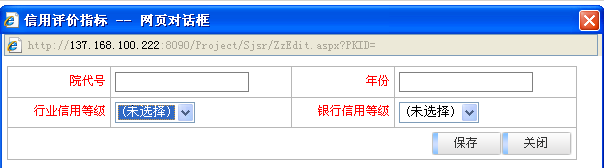 信用评价指标 -- 网页对话框
http://137.168.100.222:8090/Project/Sjsr/ZzEdit.aspx?PKID=
院代号 年份
行业信用等级 (未选择) 银行信用等级 (未选择)
保存 关闭